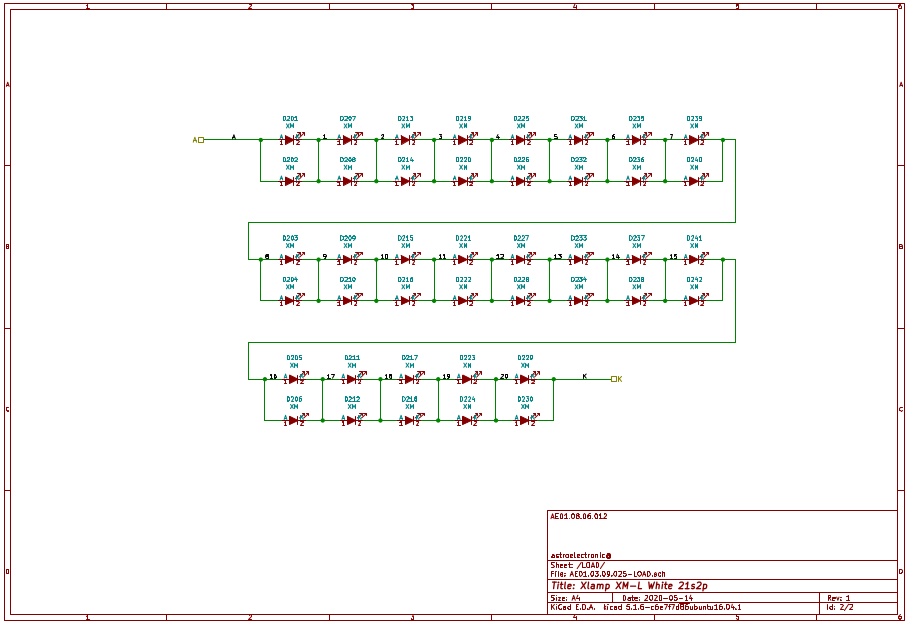 1 2 3 4 5 6
A A
D201 D207 D213 D219 D225 D231 D235 D239
XM XM XM XM XM XM XM XM
A A 1 2 3 4 5 6 7
1 2 1 2 1 2 1 2 1 2 1 2 1 2 1 2
D202 D208 D214 D220 D226 D232 D236 D240
XM XM XM XM XM XM XM XM
1 2 1 2 1 2 1 2 1 2 1 2 1 2 1 2
D203 D209 D215 D221 D227 D233 D237 D241
B XM XM XM XM XM XM XM XM B
8 9 10 11 12 13 14 15
1 2 1 2 1 2 1 2 1 2 1 2 1 2 1 2
D204 D210 D216 D222 D228 D234 D238 D242
XM XM XM XM XM XM XM XM
1 2 1 2 1 2 1 2 1 2 1 2 1 2 1 2
D205 D211 D217 D223 D229
XM XM XM XM XM
16 17 18 19 20 K K
1 2 1 2 1 2 1 2 1 2
D206 D212 D218 D224 D230
C XM XM XM XM XM C
1 2 1 2 1 2 1 2 1 2
AE01.08.06.012
astroelectronic@
Sheet: /LOAD/
D File: AE01.03.09.025-LOAD.sch D
Title: Xlamp XM-L White 21s2p
Size: A4 Date: 2020-05-14 Rev: 1
KiCad E.D.A. kicad 5.1.6-c6e7f7d~86~ubuntu16.04.1 Id: 2/2
1 2 3 4 5 6